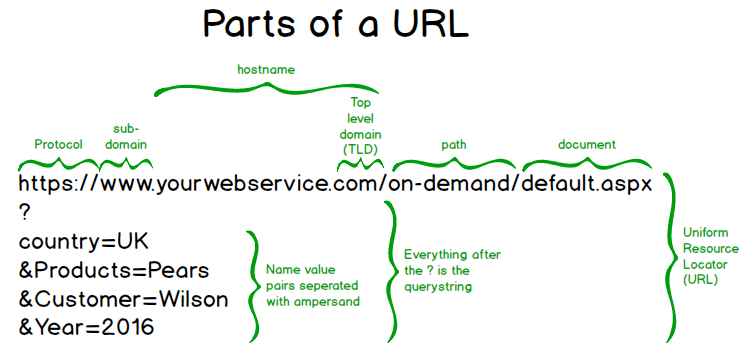 Parts of a URL
hostname
Protocol
sub-
domain
Top
level
domain
(TLD)
path
document
https://www.yourwebservice.com/on-demand/default.aspx
?
country=UK
&Products=Pears
&Customer=Wilson
&Year=2016
Name value
pairs seperated
with ampersand
Everything after
the ? is the
querystring
Uniform
Resource
Locator
(URL)